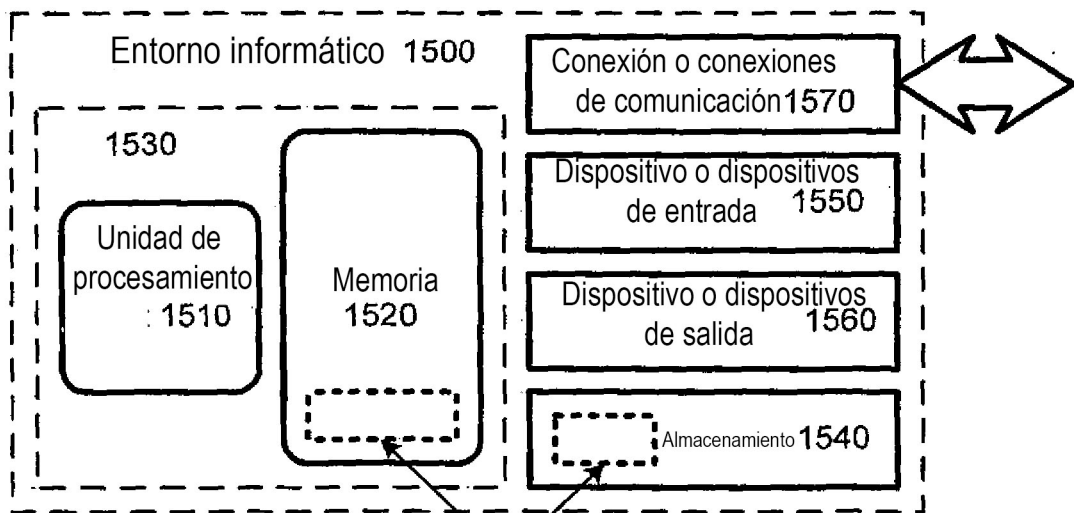 Entorno informático 1500
1530
Unidad de
procesamiento
: 1510
Memoria
1520
Conexión o conexiones
de comunicación 1570
Dispositivo o dispositivos
de entrada 1550
Dispositivo o dispositivos
de salida 1560
Almacenamiento 1540